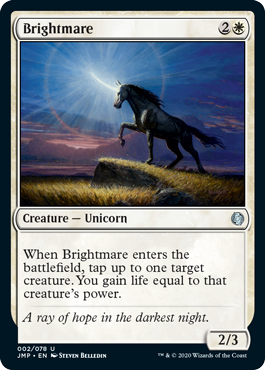 Brightmare 2
Creature — Unicorn
When Brightmare enters the
battlefield, tap up to one target
creature. You gain life equal to that
creature's power.
A ray of hope in the darkest night.
2/3
002/078 U
JMP • EN Steven Belledin
™ & © 2020 Wizards of the Coast